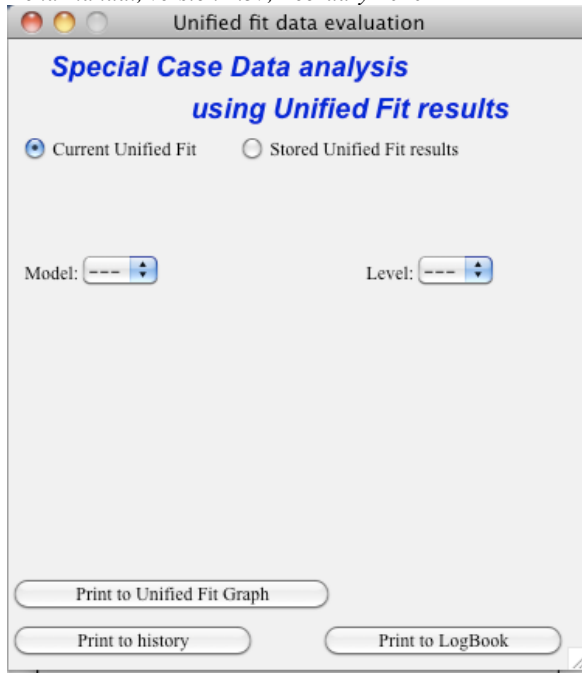 Unified fit data evaluation
Special Case Data analysis
using Unified Fit results
Current Unified Fit Stored Unified Fit results
Model: --- Level: ---
Print to Unified Fit Graph
Print to history Print to LogBook